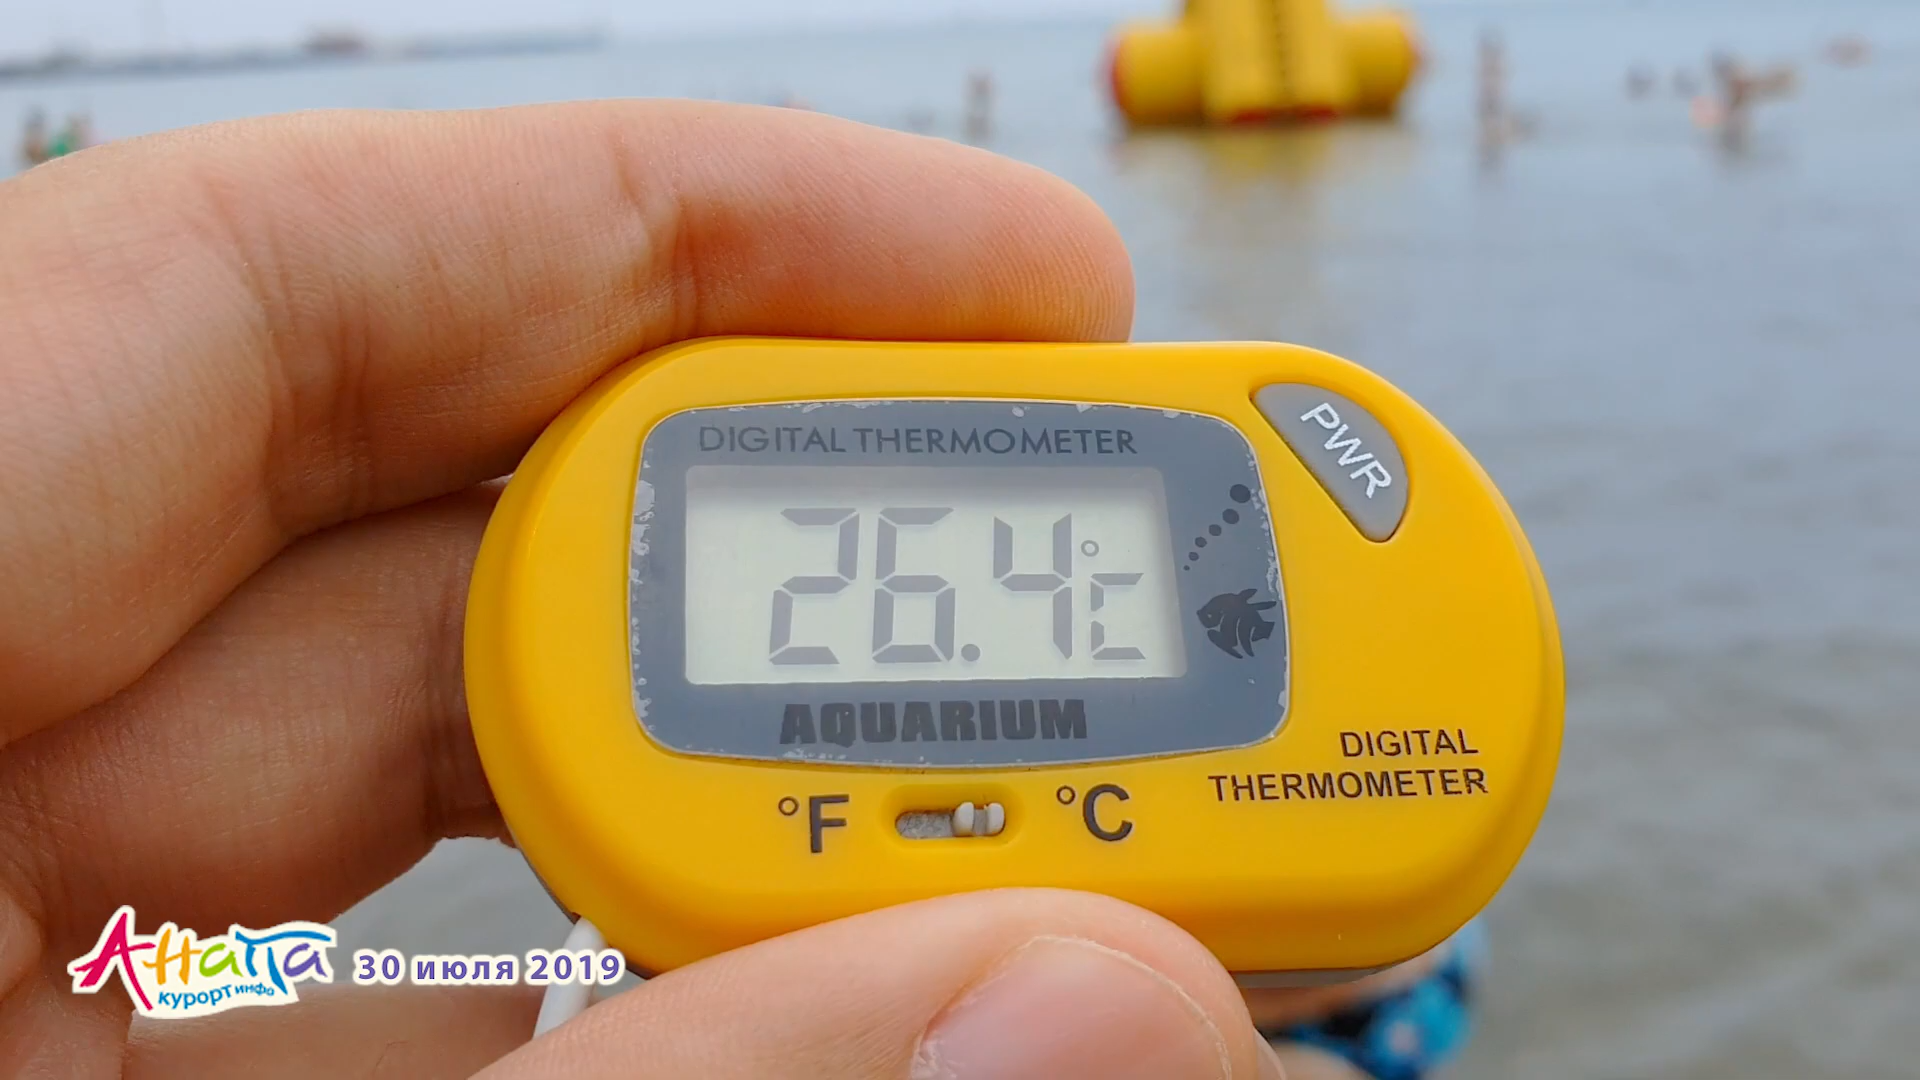 PWR
DIGITAL THERMOMETER
26.4°C
AQUARIUM
DIGITAL
THERMOMETER
°F °C
Анапа
курорт инфо
30 июля 2019